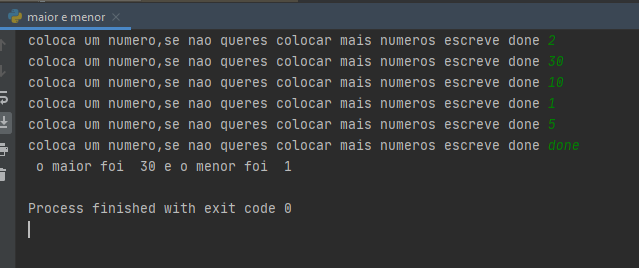 maior e menor
coloca um numero,se nao queres colocar mais numeros escreve done 2
coloca um numero,se nao queres colocar mais numeros escreve done 30
coloca um numero,se nao queres colocar mais numeros escreve done 10
coloca um numero,se nao queres colocar mais numeros escreve done 1
coloca um numero,se nao queres colocar mais numeros escreve done 5
coloca um numero,se nao queres colocar mais numeros escreve done done
 o maior foi  30 e o menor foi  1
Process finished with exit code 0